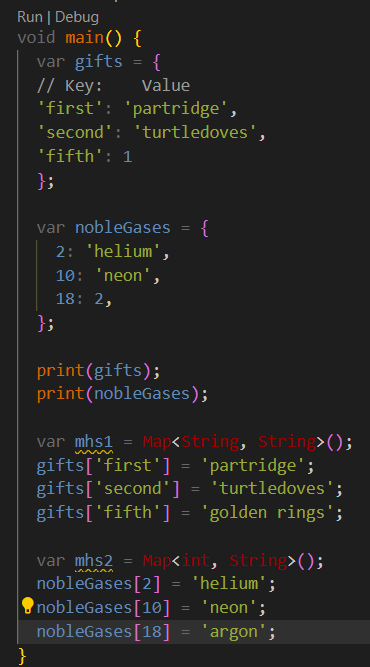 Run | Debug
void main() {
  var gifts = {
  // Key:    Value
  'first': 'partridge',
  'second': 'turtledoves',
  'fifth': 1
  };

  var nobleGases = {
    2: 'helium',
    10: 'neon',
    18: 2,
  };

  print(gifts);
  print(nobleGases);

  var mhs1 = Map<String, String>();
  gifts['first'] = 'partridge';
  gifts['second'] = 'turtledoves';
  gifts['fifth'] = 'golden rings';

  var mhs2 = Map<int, String>();
  nobleGases[2] = 'helium';
  nobleGases[10] = 'neon';
  nobleGases[18] = 'argon';
}